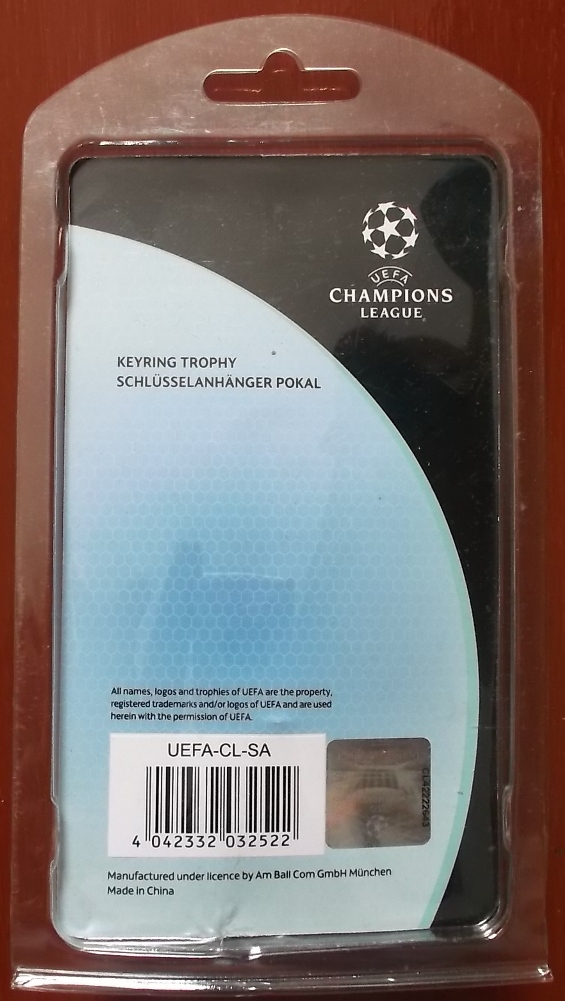 UEFA
CHAMPIONS
LEAGUE
KEYRING TROPHY
SCHLÜSSELANHÄNGER POKAL
All names, logos and trophies of UEFA are the property,
registered trademarks and/or logos of UEFA and are used
herein with the permission of UEFA.
UEFA-CL-SA
4 042332 032522
Manufactured under licence by Am Ball Com GmbH München
Made in China